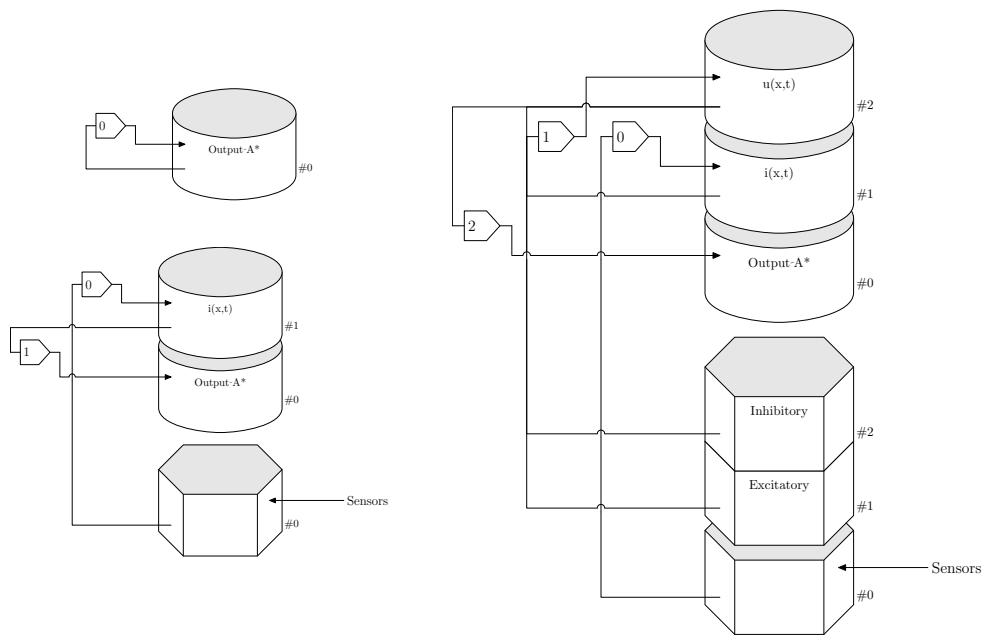 0
Output-A*
#0
0
i(x,t)
#1
1
Output-A*
#0
Sensors
#0
u(x,t)
#2
1
0
i(x,t)
#1
2
Output-A*
#0
Inhibitory
#2
Excitatory
#1
Sensors
#0